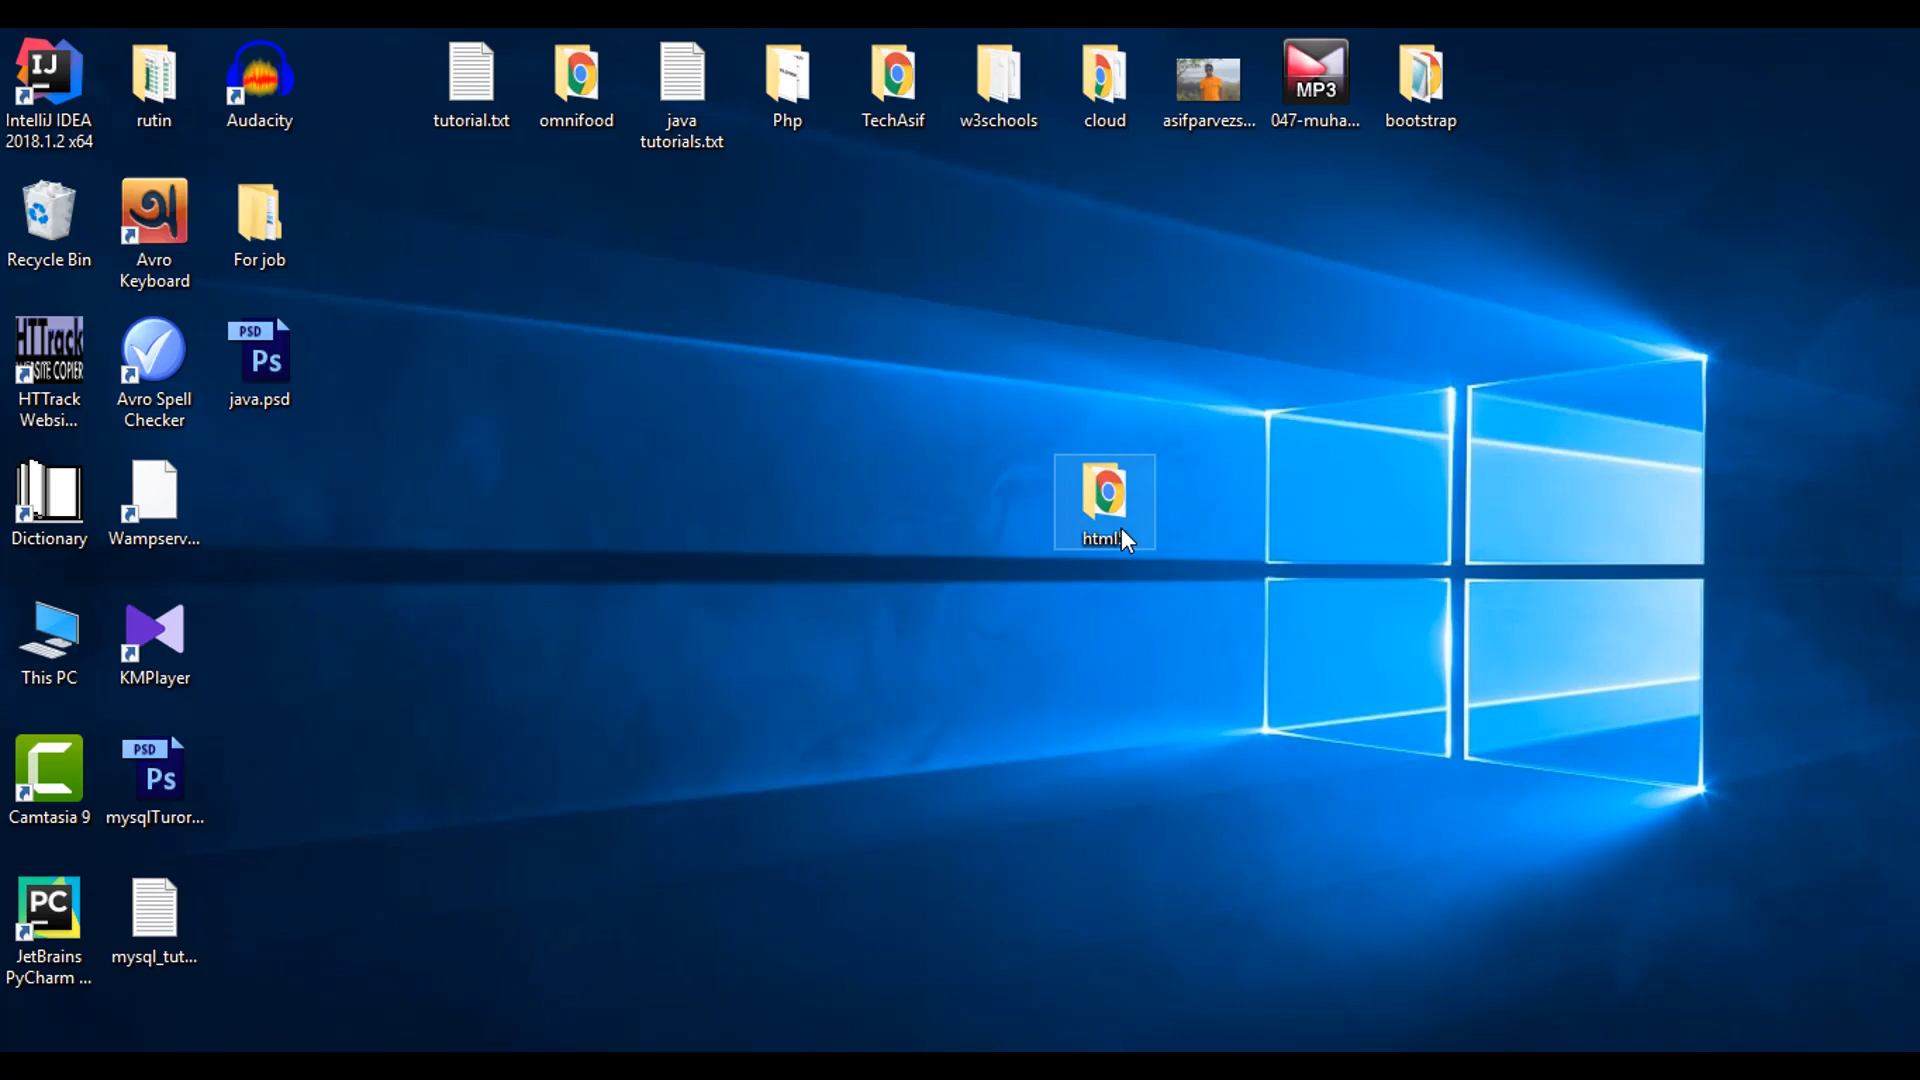 IJ
IntelliJ IDEA
2018.1.2 x64
rutin
Audacity
tutorial.txt
omnifood
java
tutorials.txt
Php
TechAsif
w3schools
cloud
asifparvezs...
MP3
047-muha...
bootstrap
Recycle Bin
অ
Avro
Keyboard
For job
HTTrack
WEBSITE COPIER
HTTrack
Websi...
Avro Spell
Checker
PSD
Ps
java.psd
Dictionary
Wampserv...
This PC
KMPlayer
Camtasia 9
PSD
Ps
mysqlTuror...
PC
JetBrains
PyCharm ...
mysql_tut...